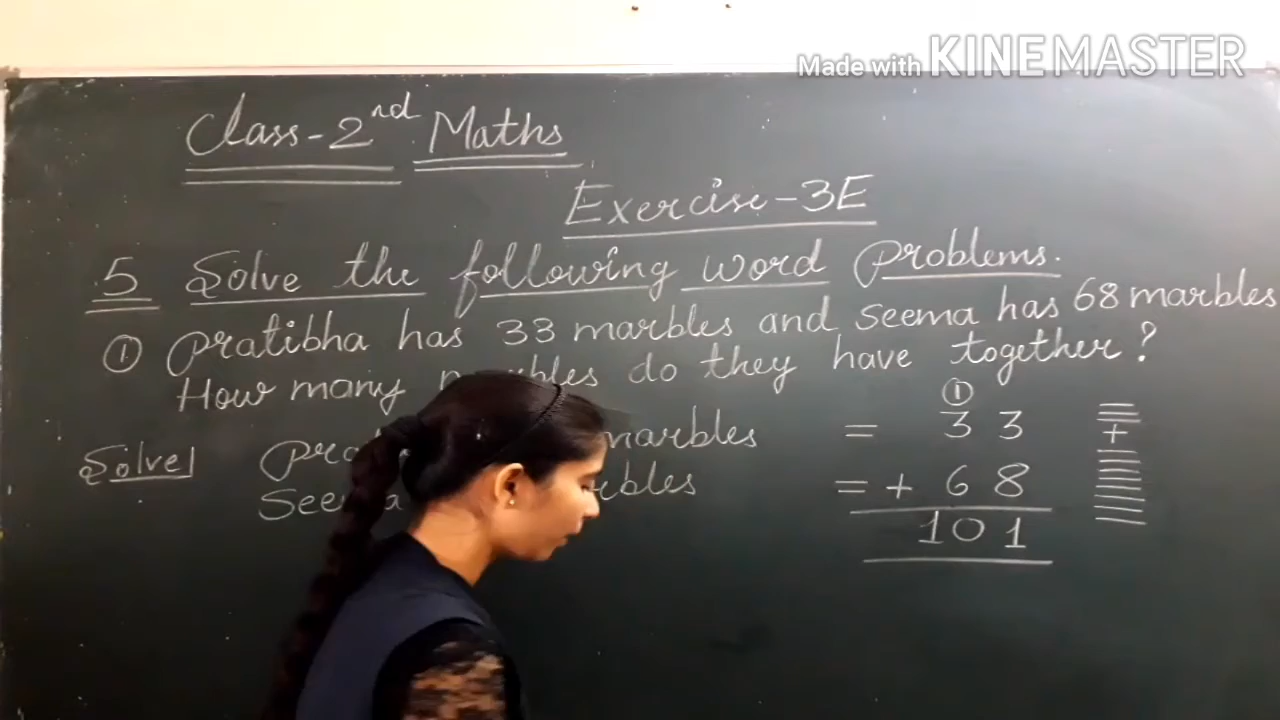 Made with KINEMASTER
Class-2nd Maths
Exercise-3E
5 Solve the following word problems.
① Pratibha has 33 marbles and Seema has 68 marbles
How many do they have together?
①
Solve marbles = 33
= + 68
101